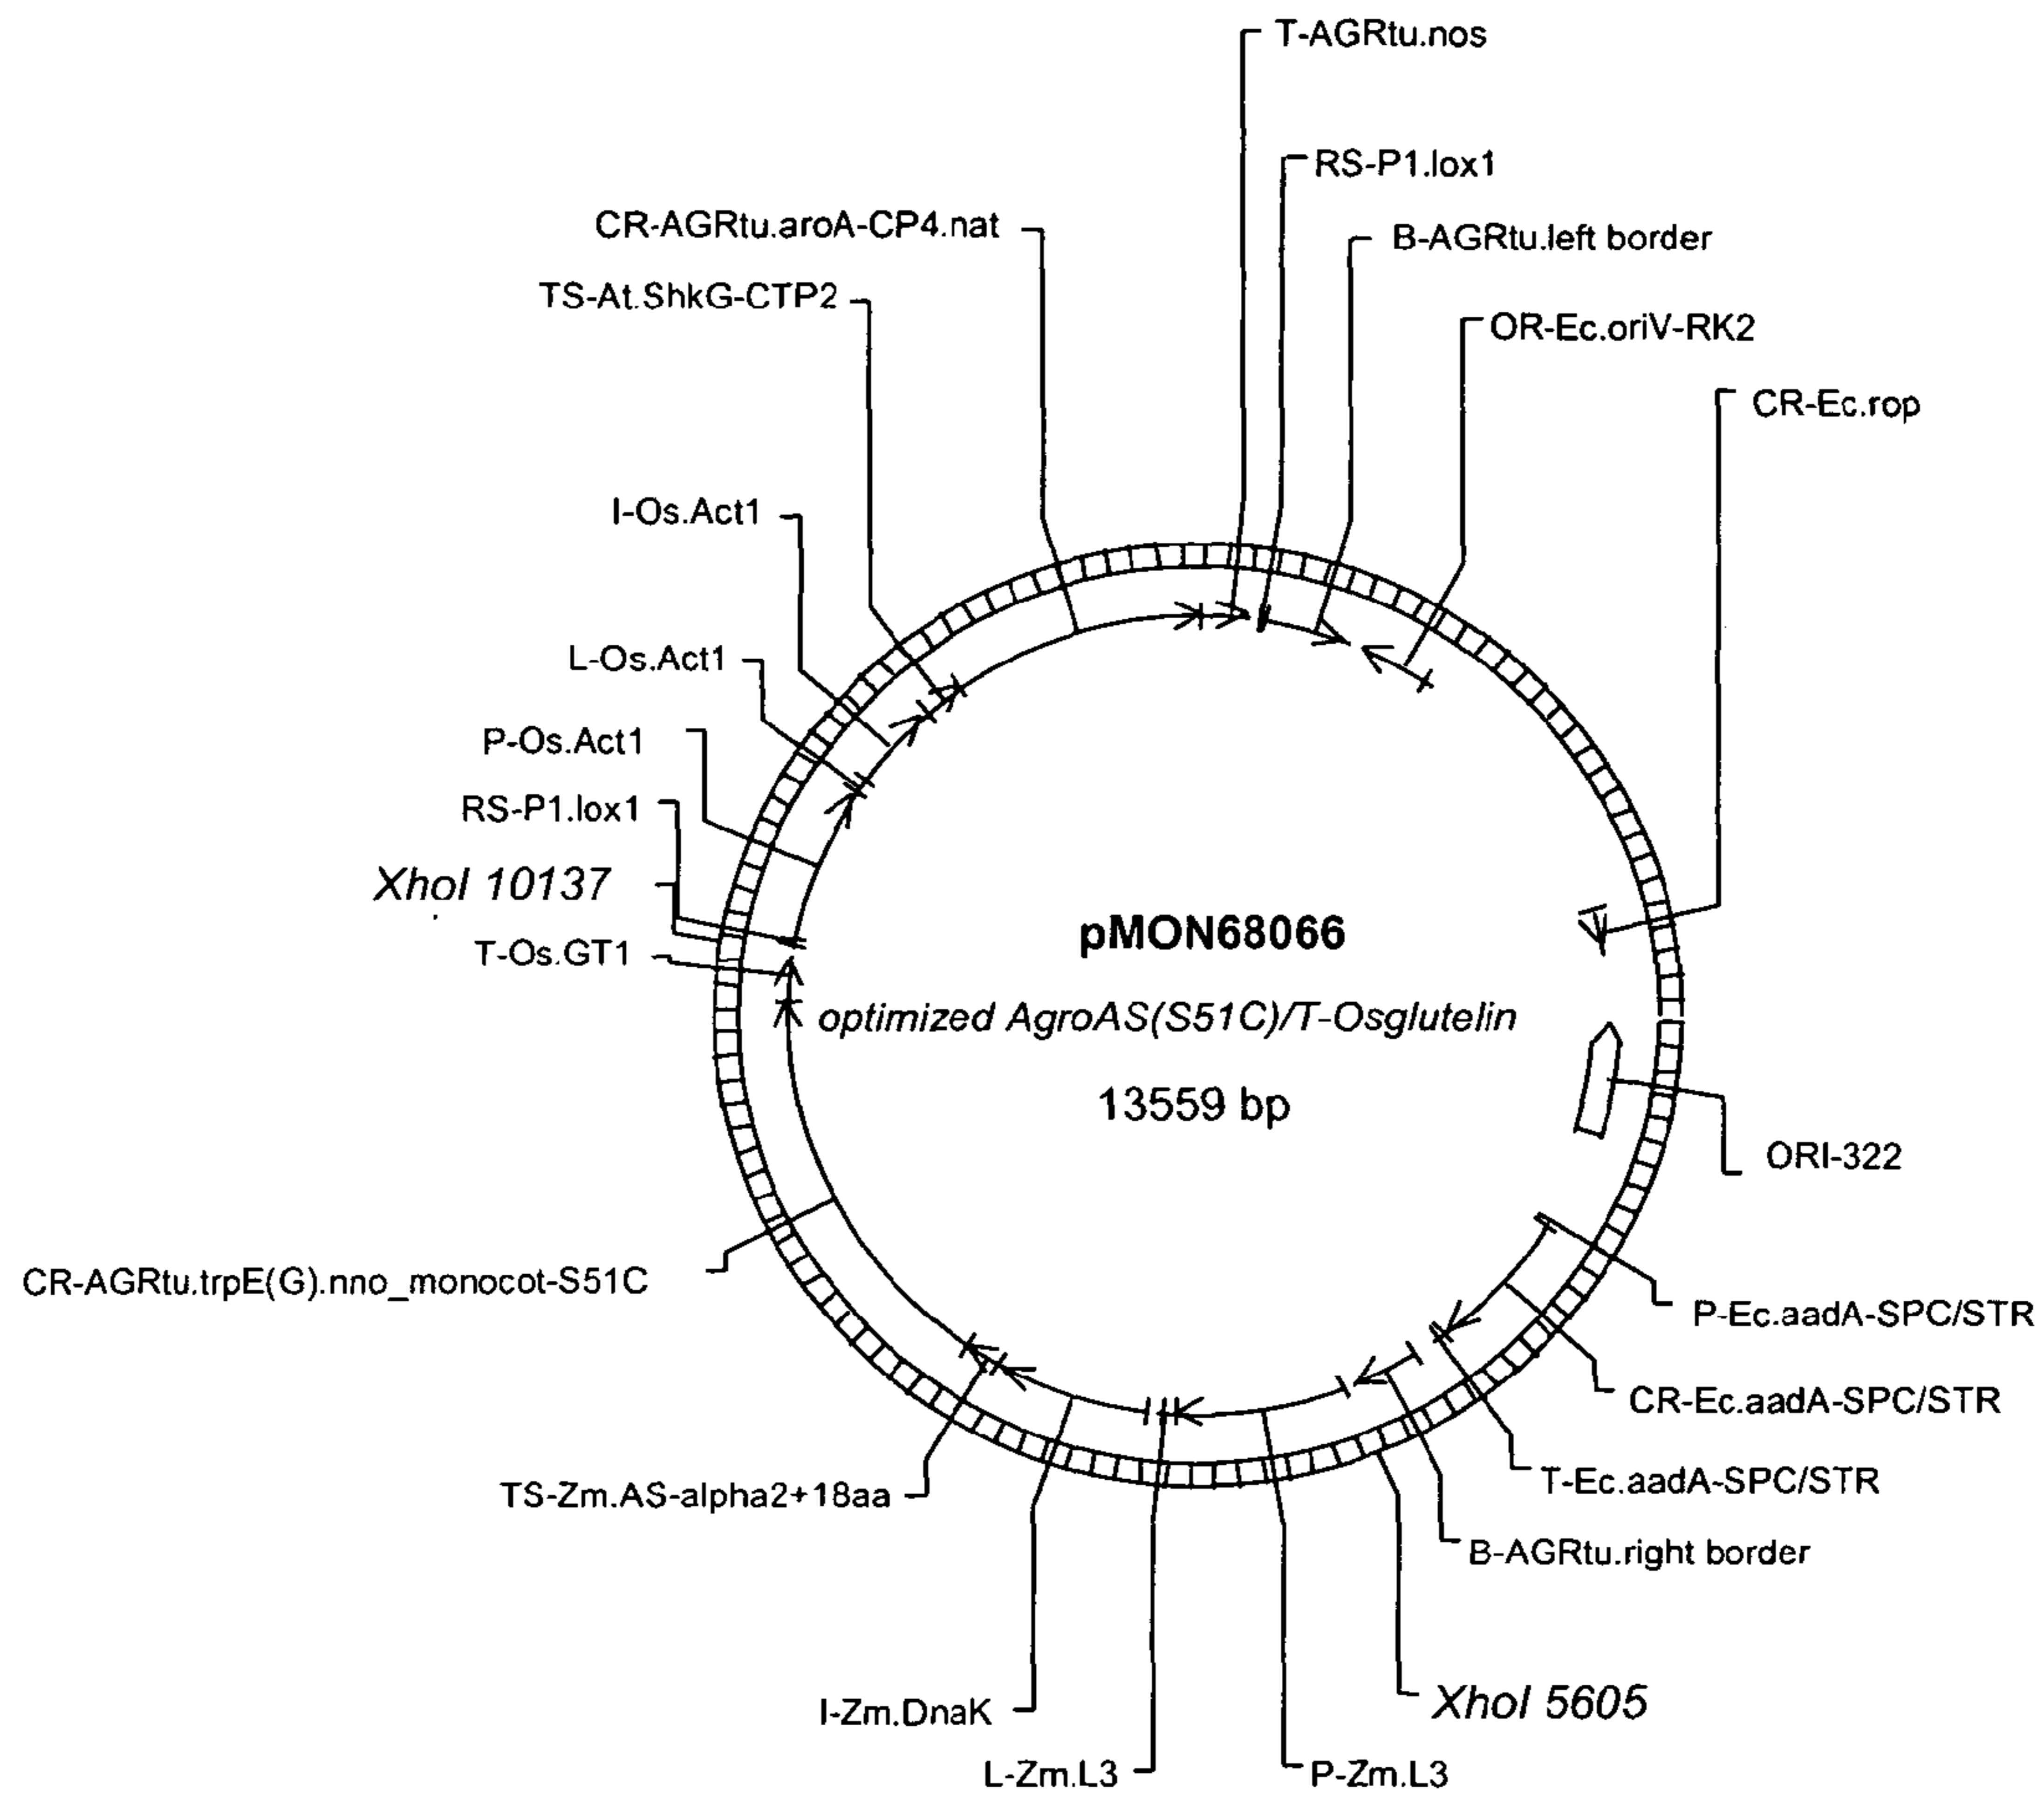 T-AGRtu.nos
RS-P1.lox1
CR-AGRtu.aroA-CP4.nat
B-AGRtu.left border
TS-At.ShkG-CTP2
OR-Ec.oriV-RK2
CR-Ec.rop
I-Os.Act1
L-Os.Act1
P-Os.Act1
RS-P1.lox1
XhoI 10137
T-Os.GT1
pMON68066
optimized AgroAS(S51C)/T-Osglutelin
13559 bp
ORI-322
CR-AGRtu.trpE(G).nno_monocot-S51C
P-Ec.aadA-SPC/STR
CR-Ec.aadA-SPC/STR
T-Ec.aadA-SPC/STR
TS-Zm.AS-alpha2+18aa
B-AGRtu.right border
XhoI 5605
I-Zm.DnaK
L-Zm.L3
P-Zm.L3